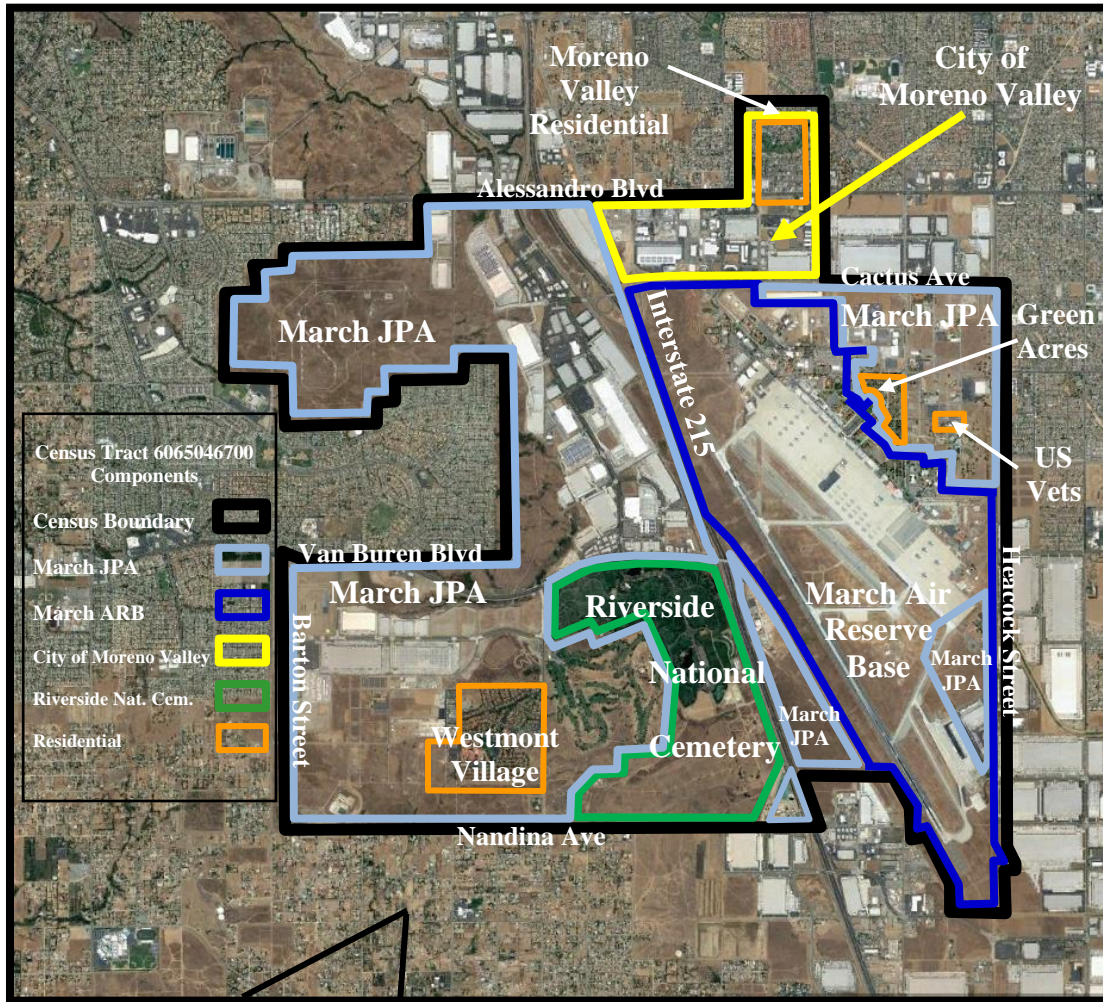 Moreno
Valley
Residential
City of
Moreno Valley
Alessandro Blvd
Cactus Ave
March JPA
March JPA
Green
Acres
Interstate 215
US
Vets
Census Tract 6065046700
Components
Census Boundary
March JPA
March ARB
City of Moreno Valley
Riverside Nat. Cem.
Residential
Van Buren Blvd
March JPA
Barton Street
Riverside
National
Cemetery
March Air
Reserve
Base
Heacock Street
March
JPA
March
JPA
Westmont
Village
Nandina Ave